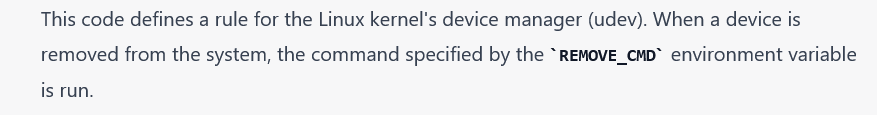 This code defines a rule for the Linux kernel's device manager (udev). When a device is
removed from the system, the command specified by the `REMOVE_CMD` environment variable
is run.